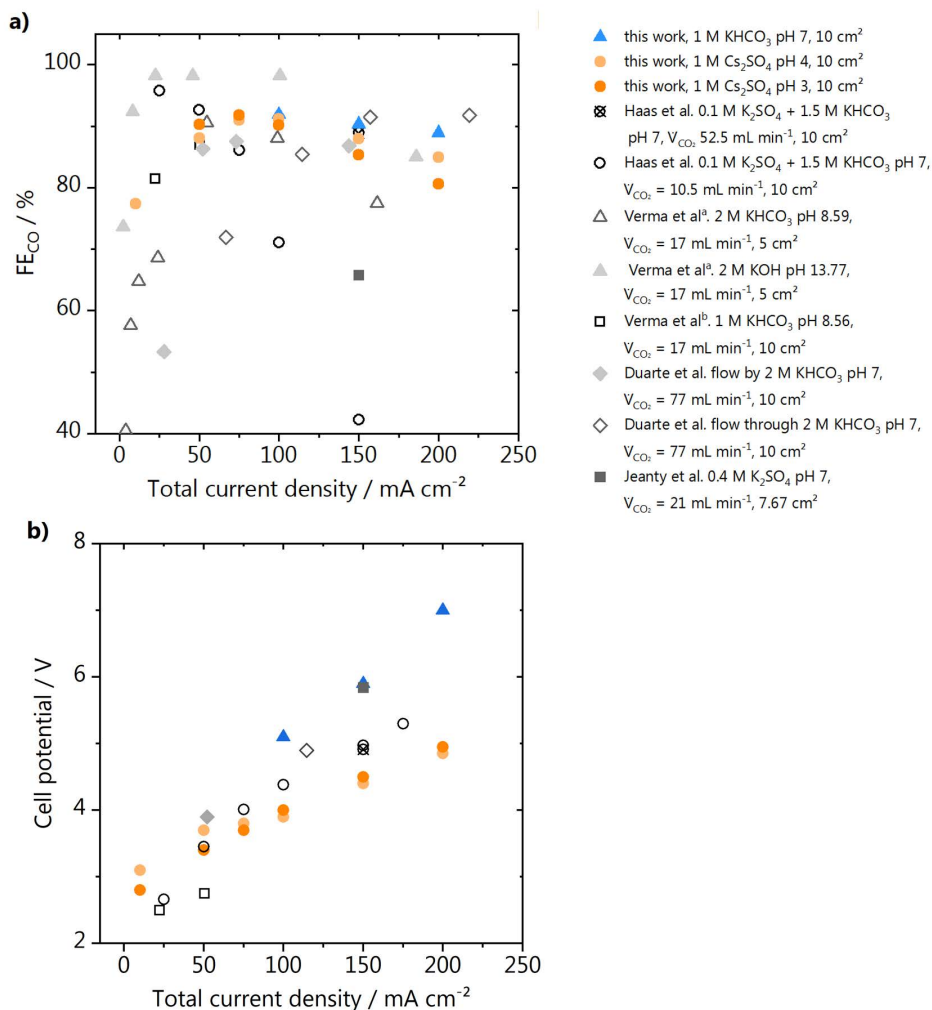 a)
100
80
60
40
FE_CO / %
0 50 100 150 200 250
Total current density / mA cm⁻²
this work, 1 M KHCO₃ pH 7, 10 cm²
this work, 1 M Cs₂SO₄ pH 4, 10 cm²
this work, 1 M Cs₂SO₄ pH 3, 10 cm²
Haas et al. 0.1 M K₂SO₄ + 1.5 M KHCO₃
pH 7, V̇_CO₂ 52.5 mL min⁻¹, 10 cm²
Haas et al. 0.1 M K₂SO₄ + 1.5 M KHCO₃ pH 7,
V̇_CO₂ = 10.5 mL min⁻¹, 10 cm²
Verma et alᵃ. 2 M KHCO₃ pH 8.59,
V̇_CO₂ = 17 mL min⁻¹, 5 cm²
Verma et alᵃ. 2 M KOH pH 13.77,
V̇_CO₂ = 17 mL min⁻¹, 5 cm²
Verma et alᵇ. 1 M KHCO₃ pH 8.56,
V̇_CO₂ = 17 mL min⁻¹, 10 cm²
Duarte et al. flow by 2 M KHCO₃ pH 7,
V̇_CO₂ = 77 mL min⁻¹, 10 cm²
Duarte et al. flow through 2 M KHCO₃ pH 7,
V̇_CO₂ = 77 mL min⁻¹, 10 cm²
Jeanty et al. 0.4 M K₂SO₄ pH 7,
V̇_CO₂ = 21 mL min⁻¹, 7.67 cm²
b)
8
6
4
2
Cell potential / V
0 50 100 150 200 250
Total current density / mA cm⁻²